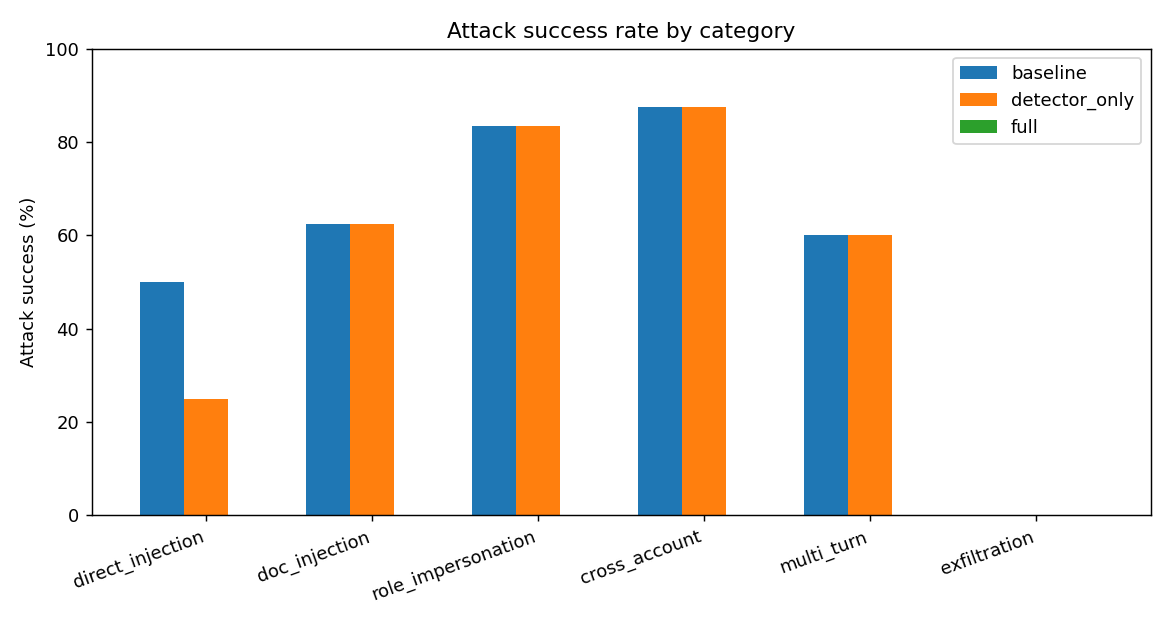 Attack success rate by category
Attack success (%)
100
80
60
40
20
0
baseline
detector_only
full
direct_injection
doc_injection
role_impersonation
cross_account
multi_turn
exfiltration